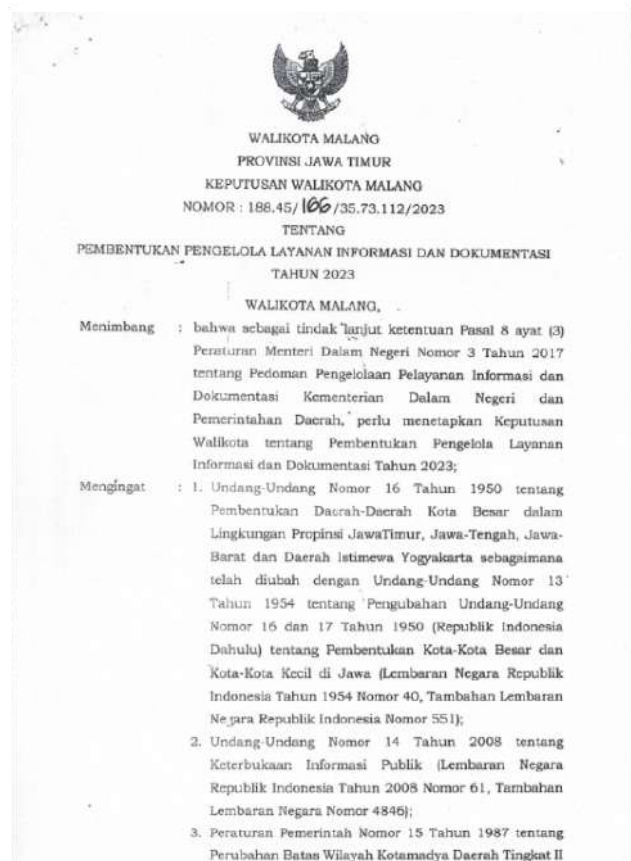 WALIKOTA MALANG
PROVINSI JAWA TIMUR
KEPUTUSAN WALIKOTA MALANG
NOMOR : 188.45/166/35.73.112/2023
TENTANG
PEMBENTUKAN PENGELOLA LAYANAN INFORMASI DAN DOKUMENTASI
TAHUN 2023
WALIKOTA MALANG,
Menimbang : bahwa sebagai tindak lanjut ketentuan Pasal 8 ayat (3)
Peraturan Menteri Dalam Negeri Nomor 3 Tahun 2017
tentang Pedoman Pengelolaan Pelayanan Informasi dan
Dokumentasi Kementerian Dalam Negeri dan
Pemerintahan Daerah, perlu menetapkan Keputusan
Walikota tentang Pembentukan Pengelola Layanan
Informasi dan Dokumentasi Tahun 2023;
Mengingat : 1. Undang-Undang Nomor 16 Tahun 1950 tentang
Pembentukan Daerah-Daerah Kota Besar dalam
Lingkungan Propinsi JawaTimur, Jawa-Tengah, Jawa-
Barat dan Daerah Istimewa Yogyakarta sebagaimana
telah diubah dengan Undang-Undang Nomor 13
Tahun 1954 tentang Pengubahan Undang-Undang
Nomor 16 dan 17 Tahun 1950 (Republik Indonesia
Dahulu) tentang Pembentukan Kota-Kota Besar dan
Kota-Kota Kecil di Jawa (Lembaran Negara Republik
Indonesia Tahun 1954 Nomor 40, Tambahan Lembaran
Negara Republik Indonesia Nomor 551);
2. Undang-Undang Nomor 14 Tahun 2008 tentang
Keterbukaan Informasi Publik (Lembaran Negara
Republik Indonesia Tahun 2008 Nomor 61, Tambahan
Lembaran Negara Nomor 4846);
3. Peraturan Pemerintah Nomor 15 Tahun 1987 tentang
Perubahan Batas Wilayah Kotamadya Daerah Tingkat II